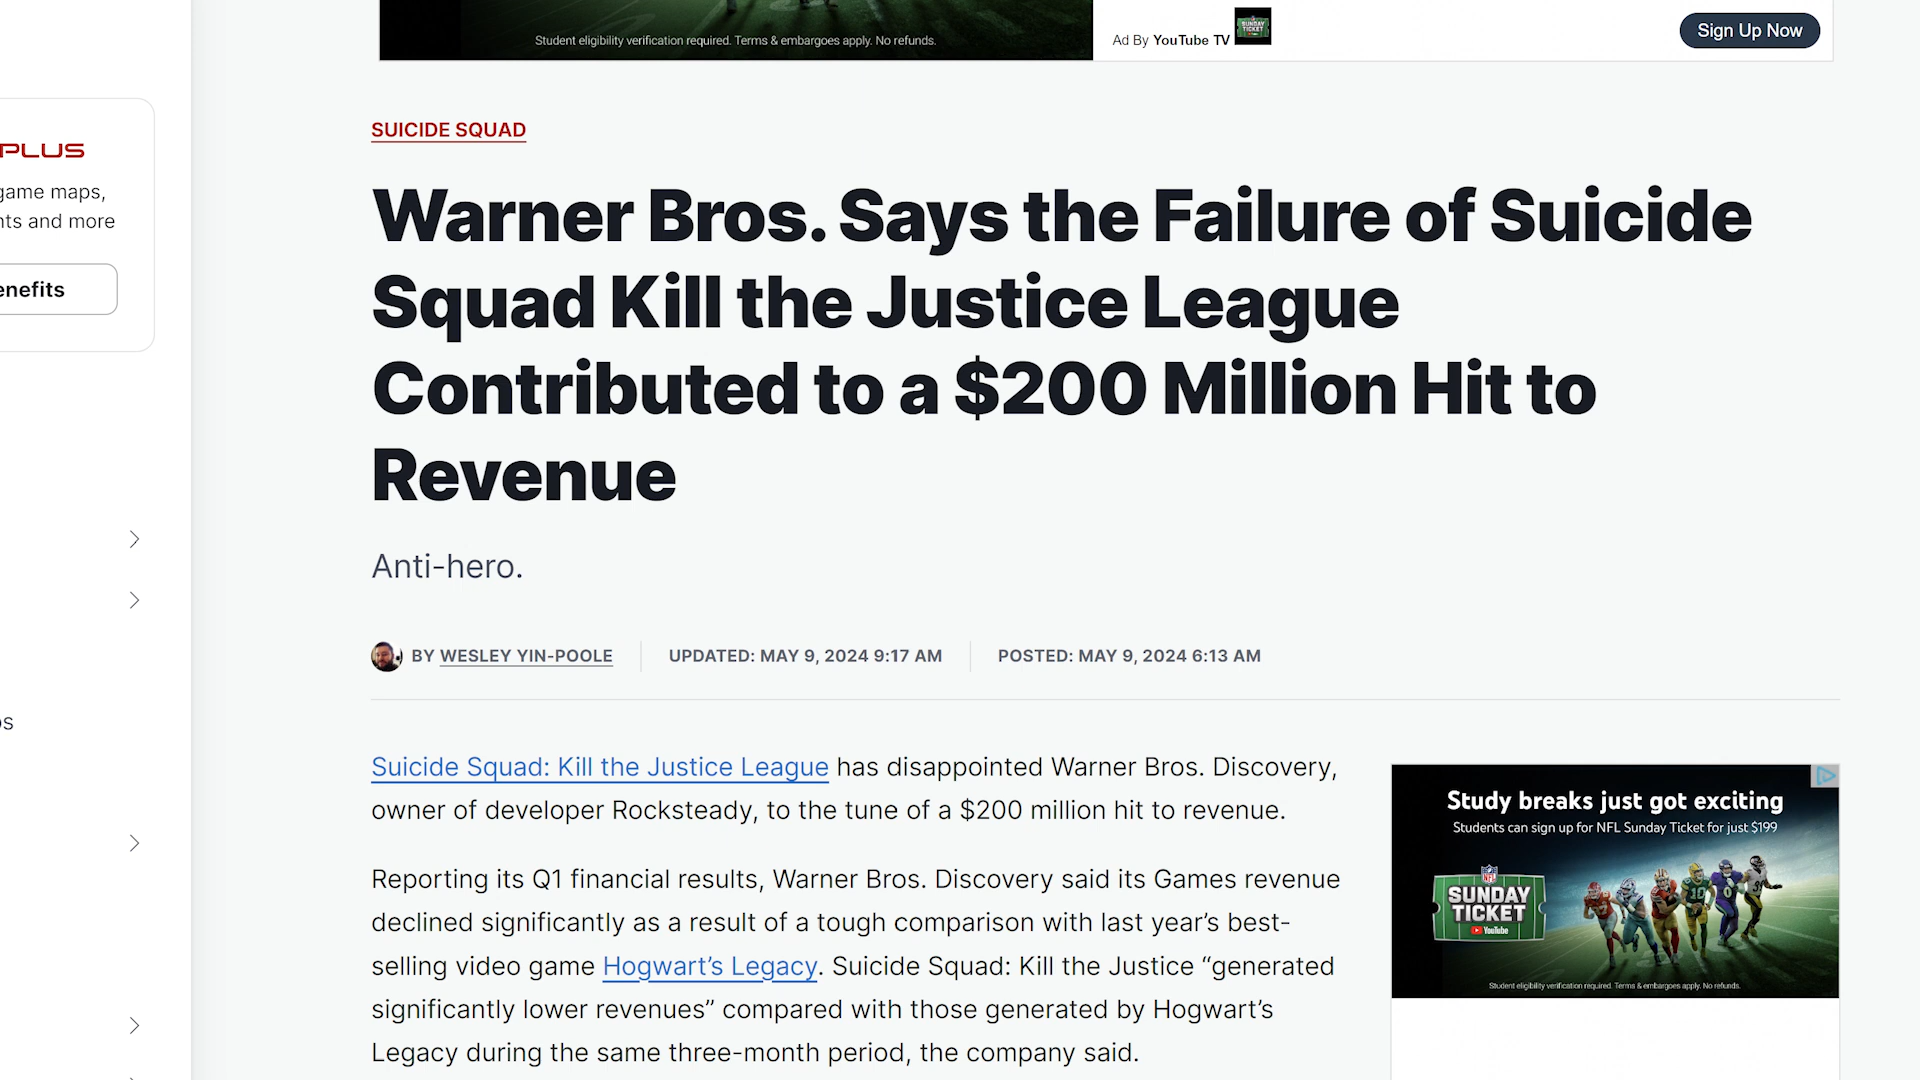 Student eligibility verification required. Terms & embargoes apply. No refunds.
Ad By YouTube TV
SUNDAY
TICKET
Sign Up Now
PLUS
game maps,
nts and more
enefits
os
SUICIDE SQUAD
Warner Bros. Says the Failure of Suicide
Squad Kill the Justice League
Contributed to a $200 Million Hit to
Revenue
Anti-hero.
BY WESLEY YIN-POOLE
UPDATED: MAY 9, 2024 9:17 AM
POSTED: MAY 9, 2024 6:13 AM
Suicide Squad: Kill the Justice League has disappointed Warner Bros. Discovery,
owner of developer Rocksteady, to the tune of a $200 million hit to revenue.
Reporting its Q1 financial results, Warner Bros. Discovery said its Games revenue
declined significantly as a result of a tough comparison with last year’s best-
selling video game Hogwart’s Legacy. Suicide Squad: Kill the Justice “generated
significantly lower revenues” compared with those generated by Hogwart’s
Legacy during the same three-month period, the company said.
Study breaks just got exciting
Students can sign up for NFL Sunday Ticket for just $199
NFL
SUNDAY
TICKET
YouTube
Student eligibility verification required. Terms & embargoes apply. No refunds.